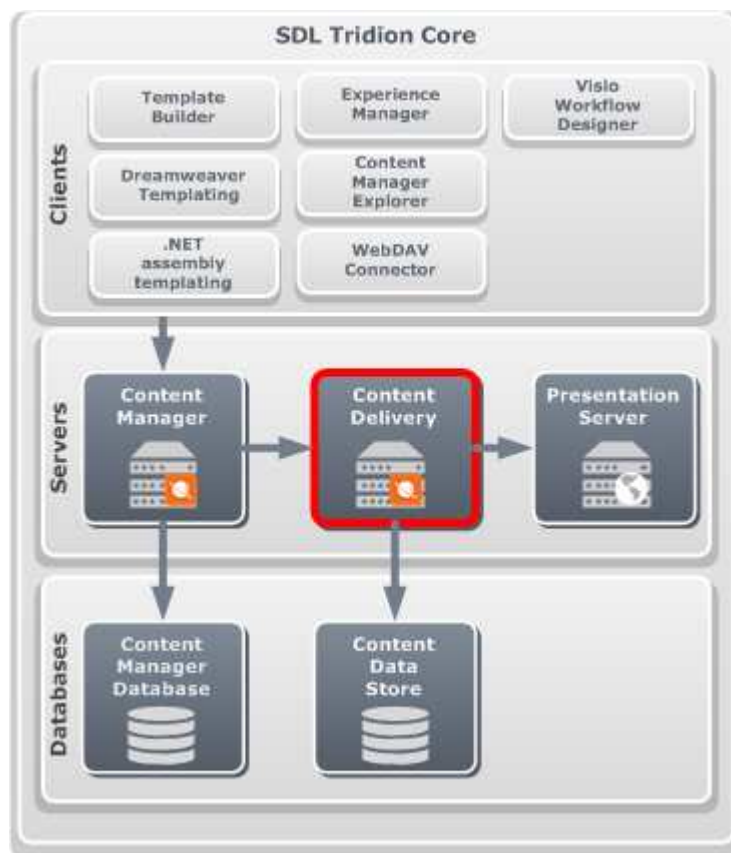 SDL Tridion Core
Clients
Template
Builder
Experience
Manager
Visio
Workflow
Designer
Dreamweaver
Templating
Content
Manager
Explorer
.NET
assembly
templating
WebDAV
Connector
Servers
Content
Manager
Content
Delivery
Presentation
Server
Databases
Content
Manager
Database
Content
Data
Store